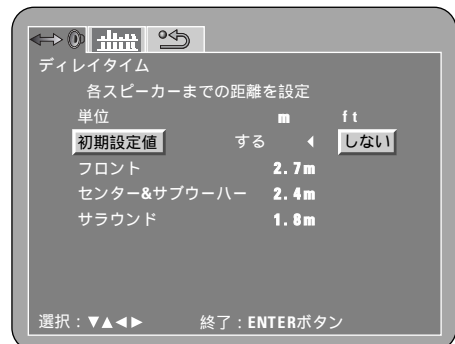 ディレイタイム
各スピーカーまでの距離を設定
単位 m ft
初期設定値 する ◀ しない
フロント 2.7m
センター&サブウーハー 2.4m
サラウンド 1.8m
選択：▼▲◀▶ 終了：ENTERボタン